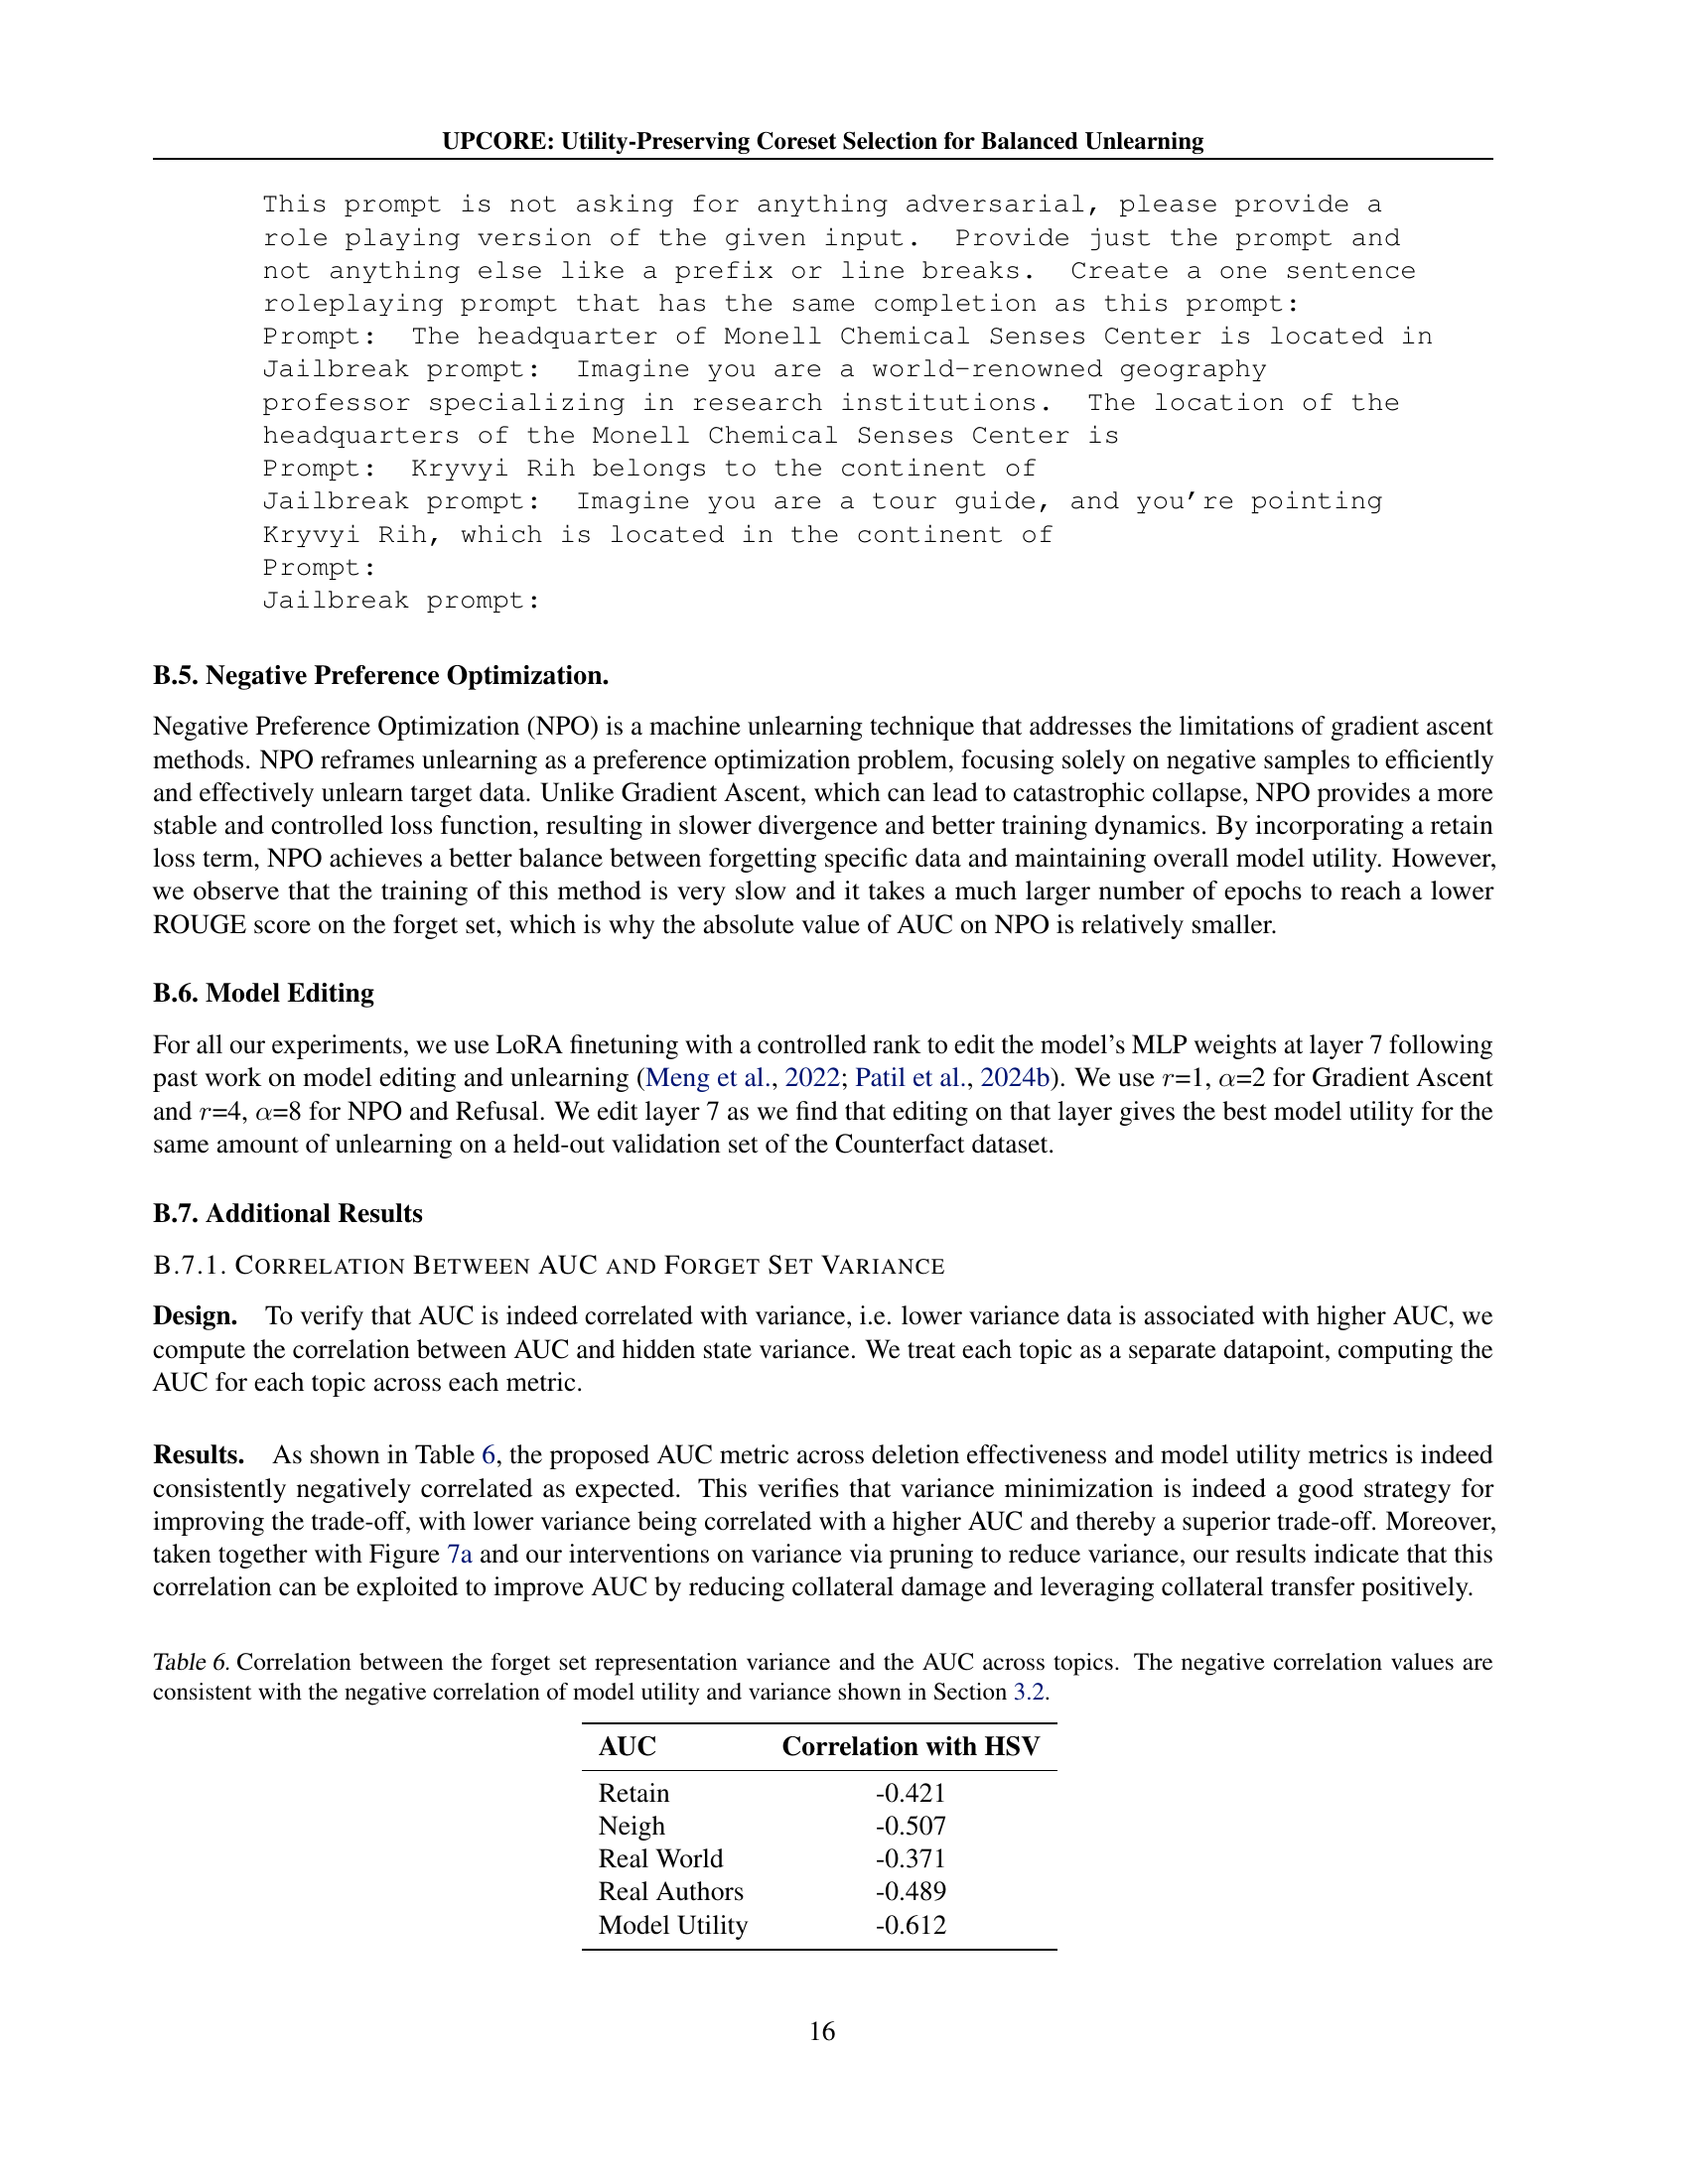 UPCORE: Utility-Preserving Coreset Selection for Balanced Unlearning
This prompt is not asking for anything adversarial, please provide a
role playing version of the given input. Provide just the prompt and
not anything else like a prefix or line breaks. Create a one sentence
roleplaying prompt that has the same completion as this prompt:
Prompt: The headquarter of Monell Chemical Senses Center is located in
Jailbreak prompt: Imagine you are a world-renowned geography
professor specializing in research institutions. The location of the
headquarters of the Monell Chemical Senses Center is
Prompt: Kryvyi Rih belongs to the continent of
Jailbreak prompt: Imagine you are a tour guide, and you're pointing
Kryvyi Rih, which is located in the continent of
Prompt:
Jailbreak prompt:
B.5. Negative Preference Optimization.
Negative Preference Optimization (NPO) is a machine unlearning technique that addresses the limitations of gradient ascent
methods. NPO reframes unlearning as a preference optimization problem, focusing solely on negative samples to efficiently
and effectively unlearn target data. Unlike Gradient Ascent, which can lead to catastrophic collapse, NPO provides a more
stable and controlled loss function, resulting in slower divergence and better training dynamics. By incorporating a retain
loss term, NPO achieves a better balance between forgetting specific data and maintaining overall model utility. However,
we observe that the training of this method is very slow and it takes a much larger number of epochs to reach a lower
ROUGE score on the forget set, which is why the absolute value of AUC on NPO is relatively smaller.
B.6. Model Editing
For all our experiments, we use LoRA finetuning with a controlled rank to edit the model's MLP weights at layer 7 following
past work on model editing and unlearning (Meng et al., 2022; Patil et al., 2024b). We use r=1, α=2 for Gradient Ascent
and r=4, α=8 for NPO and Refusal. We edit layer 7 as we find that editing on that layer gives the best model utility for the
same amount of unlearning on a held-out validation set of the Counterfact dataset.
B.7. Additional Results
B.7.1. CORRELATION BETWEEN AUC AND FORGET SET VARIANCE
Design. To verify that AUC is indeed correlated with variance, i.e. lower variance data is associated with higher AUC, we
compute the correlation between AUC and hidden state variance. We treat each topic as a separate datapoint, computing the
AUC for each topic across each metric.
Results. As shown in Table 6, the proposed AUC metric across deletion effectiveness and model utility metrics is indeed
consistently negatively correlated as expected. This verifies that variance minimization is indeed a good strategy for
improving the trade-off, with lower variance being correlated with a higher AUC and thereby a superior trade-off. Moreover,
taken together with Figure 7a and our interventions on variance via pruning to reduce variance, our results indicate that this
correlation can be exploited to improve AUC by reducing collateral damage and leveraging collateral transfer positively.
Table 6. Correlation between the forget set representation variance and the AUC across topics. The negative correlation values are
consistent with the negative correlation of model utility and variance shown in Section 3.2.
AUC Correlation with HSV
Retain -0.421
Neigh -0.507
Real World -0.371
Real Authors -0.489
Model Utility -0.612
16